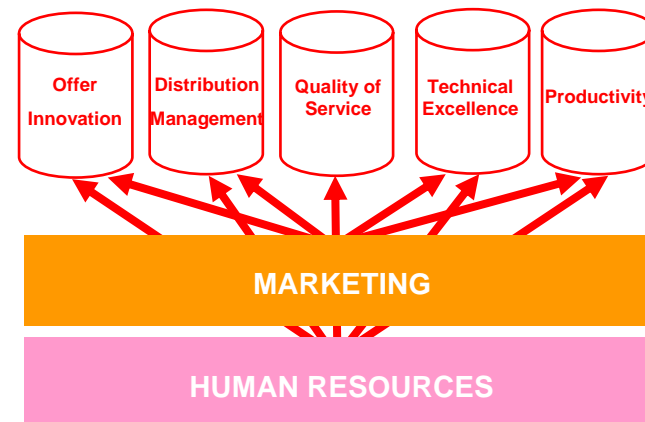 Offer
Innovation
Distribution
Management
Quality of
Service
Technical
Excellence
Productivity
MARKETING
HUMAN RESOURCES